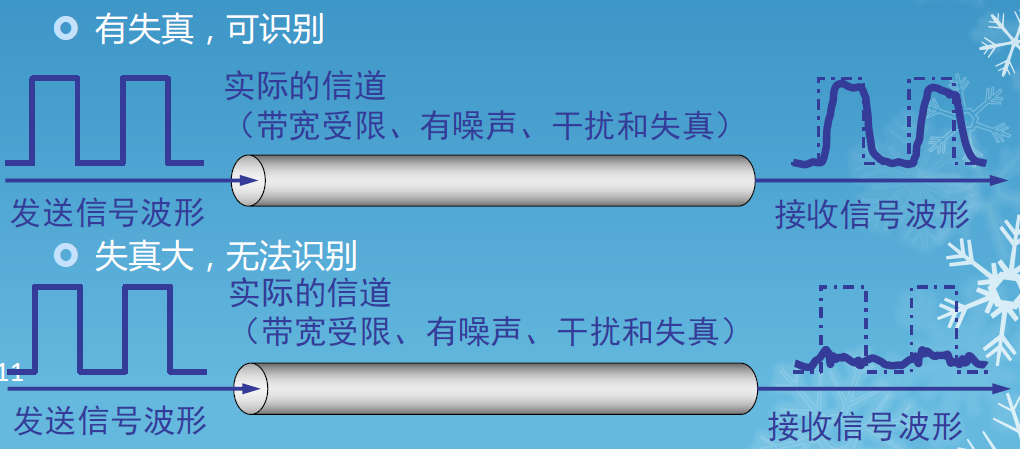 有失真，可识别
实际的信道
（带宽受限、有噪声、干扰和失真）
发送信号波形
接收信号波形
失真大，无法识别
实际的信道
（带宽受限、有噪声、干扰和失真）
11
发送信号波形
接收信号波形